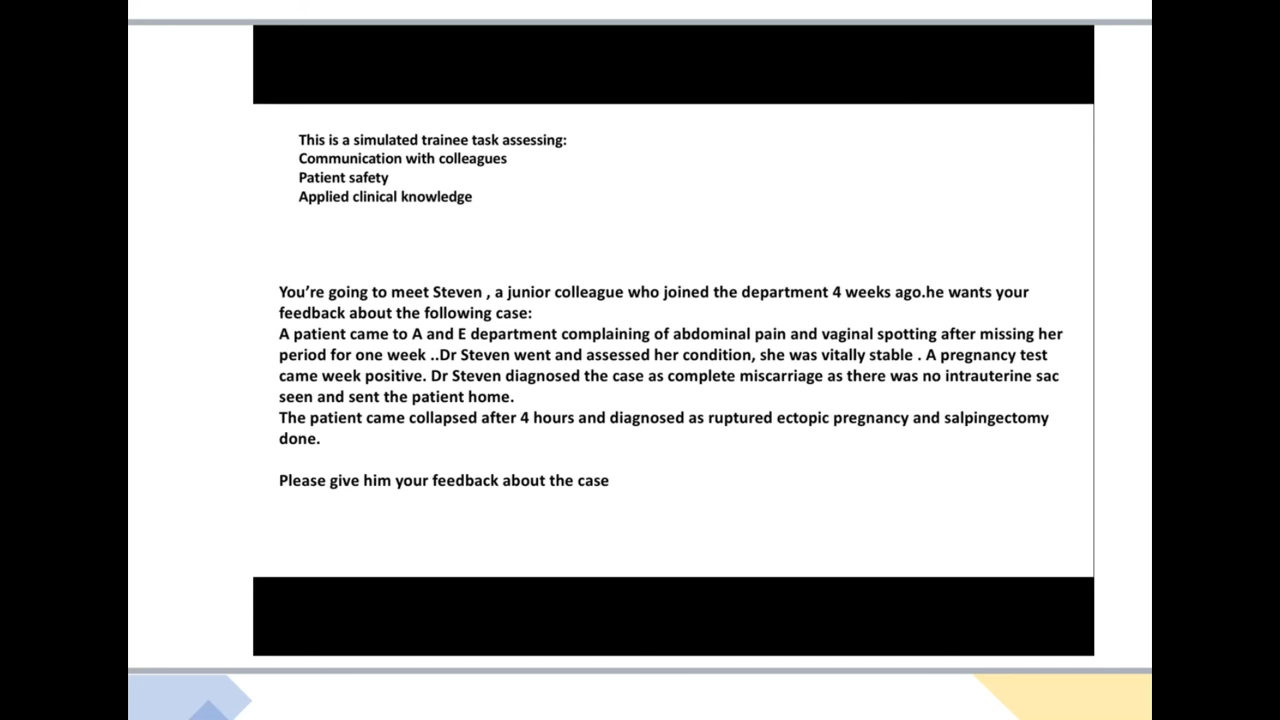 This is a simulated trainee task assessing:
Communication with colleagues
Patient safety
Applied clinical knowledge
You're going to meet Steven , a junior colleague who joined the department 4 weeks ago.he wants your
feedback about the following case:
A patient came to A and E department complaining of abdominal pain and vaginal spotting after missing her
period for one week ..Dr Steven went and assessed her condition, she was vitally stable . A pregnancy test
came week positive. Dr Steven diagnosed the case as complete miscarriage as there was no intrauterine sac
seen and sent the patient home.
The patient came collapsed after 4 hours and diagnosed as ruptured ectopic pregnancy and salpingectomy
done.
Please give him your feedback about the case